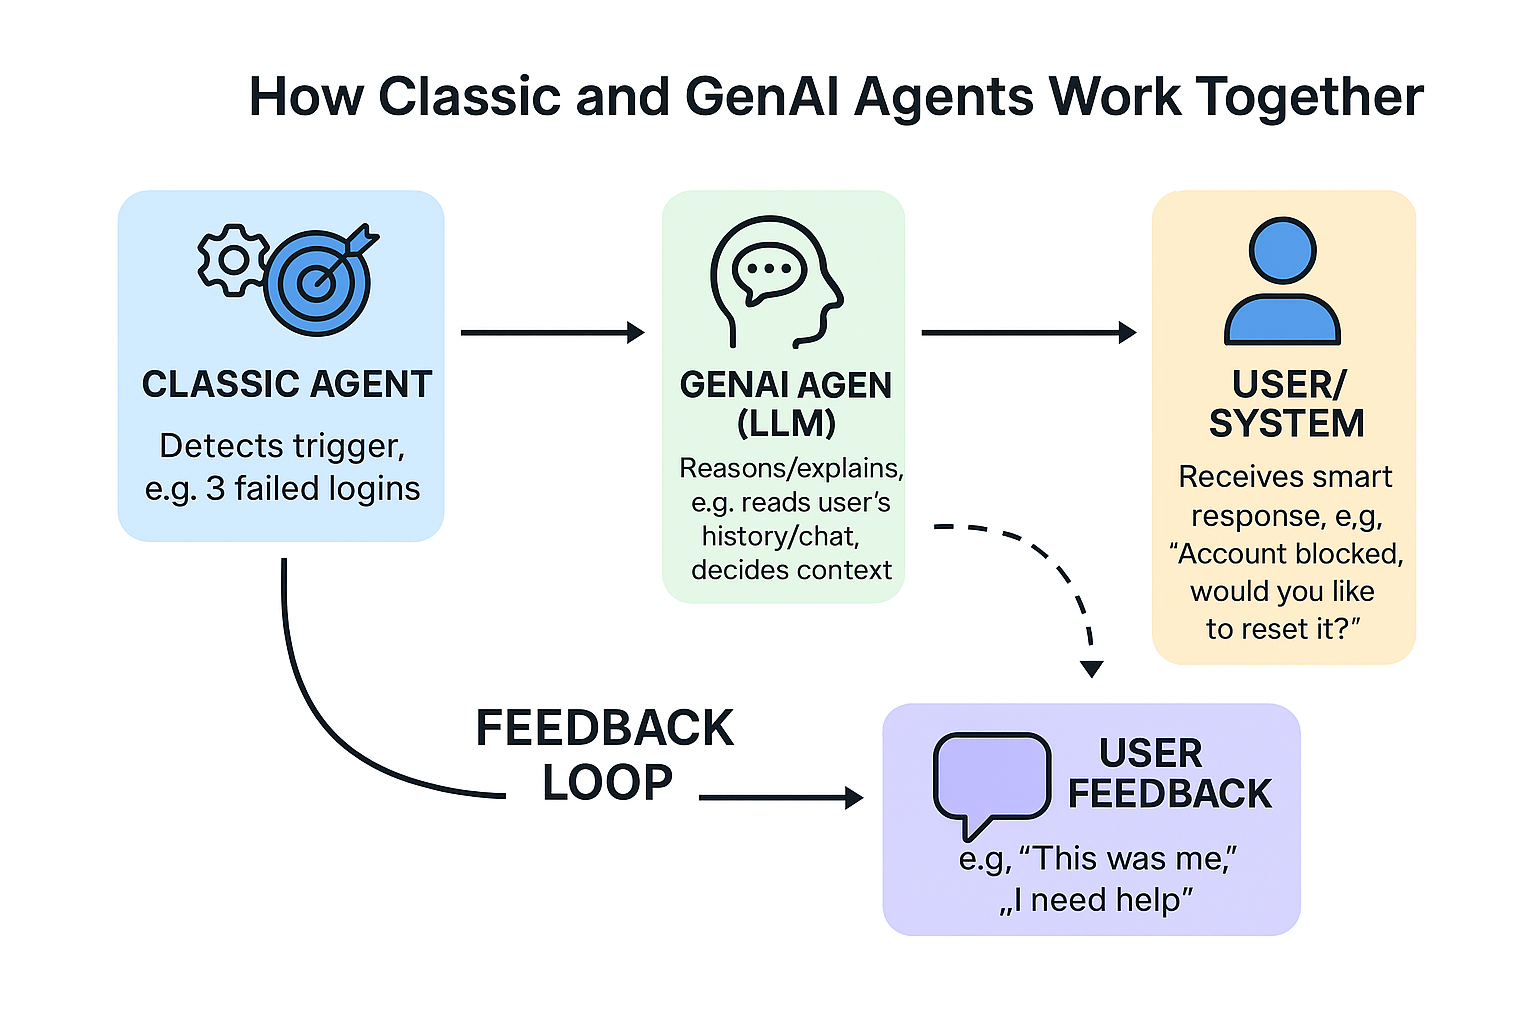 How Classic and GenAI Agents Work Together
CLASSIC AGENT
Detects trigger,
e.g. 3 failed logins
GENAI AGEN
(LLM)
Reasons/explains,
e.g. reads user’s
history/chat,
decides context
USER/
SYSTEM
Receives smart
response, e,g,
“Account blocked,
would you like
to reset it?”
FEEDBACK
LOOP
USER
FEEDBACK
e.g, “This was me,”
„I need help”